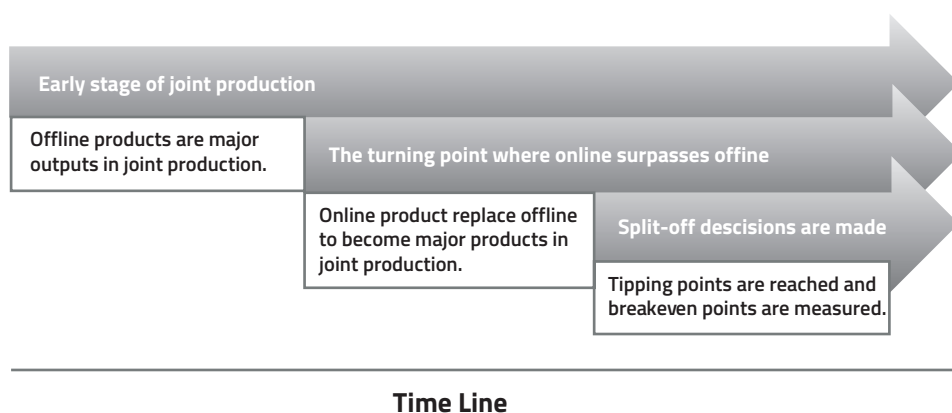 Early stage of joint production
Offline products are major
outputs in joint production.
The turning point where online surpasses offine
Online product replace offline
to become major products in
joint production.
Split-off descisions are made
Tipping points are reached and
breakeven points are measured.
Time Line